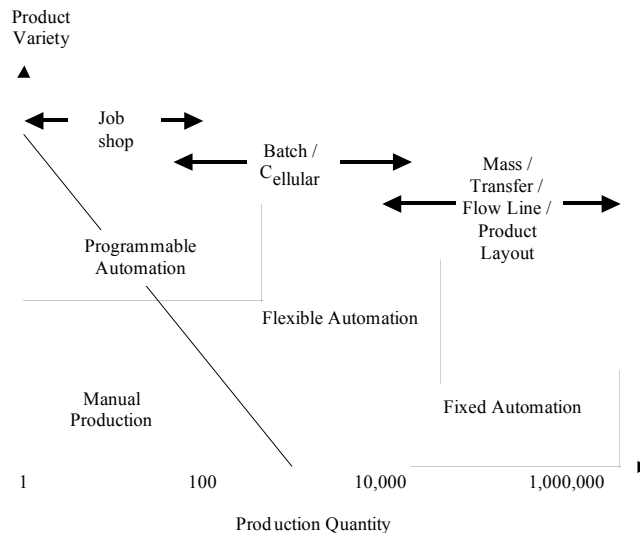 Product
Variety
Job
shop
Batch /
Cellular
Mass /
Transfer /
Flow Line /
Product
Layout
Programmable
Automation
Flexible Automation
Manual
Production
Fixed Automation
1 100 10,000 1,000,000
Production Quantity